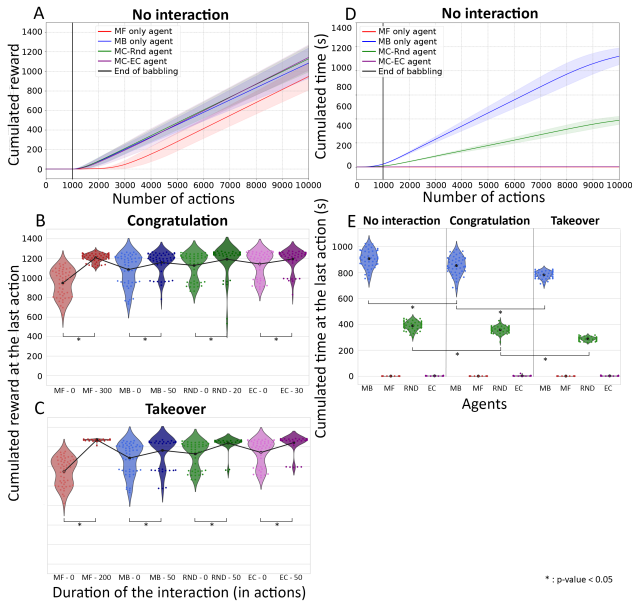 A
No interaction
Cumulated reward
1400
1200
1000
800
600
400
200
0
MF only agent
MB only agent
MC-Rnd agent
MC-EC agent
End of babbling
0 1000 2000 3000 4000 5000 6000 7000 8000 9000 10000
Number of actions
D
No interaction
Cumulated time (s)
1400
1200
1000
800
600
400
200
0
MF only agent
MB only agent
MC-Rnd agent
MC-EC agent
End of babbling
0 1000 2000 3000 4000 5000 6000 7000 8000 9000 10000
Number of actions
Cumulated reward at the last action
B
Congratulation
1400
1200
1000
800
600
400
200
0
* * * *
MF - 0 MF - 300 MB - 0 MB - 50 RND - 0 RND - 20 EC - 0 EC - 30
C
Takeover
* * * *
MF - 0 MF - 200 MB - 0 MB - 50 RND - 0 RND - 50 EC - 0 EC - 50
Duration of the interaction (in actions)
E
No interaction Congratulation Takeover
Cumulated time at the last action (s)
1000
800
600
400
200
0
* *
* *
MB MF RND EC MB MF RND EC MB MF RND EC
Agents
* : p-value < 0.05